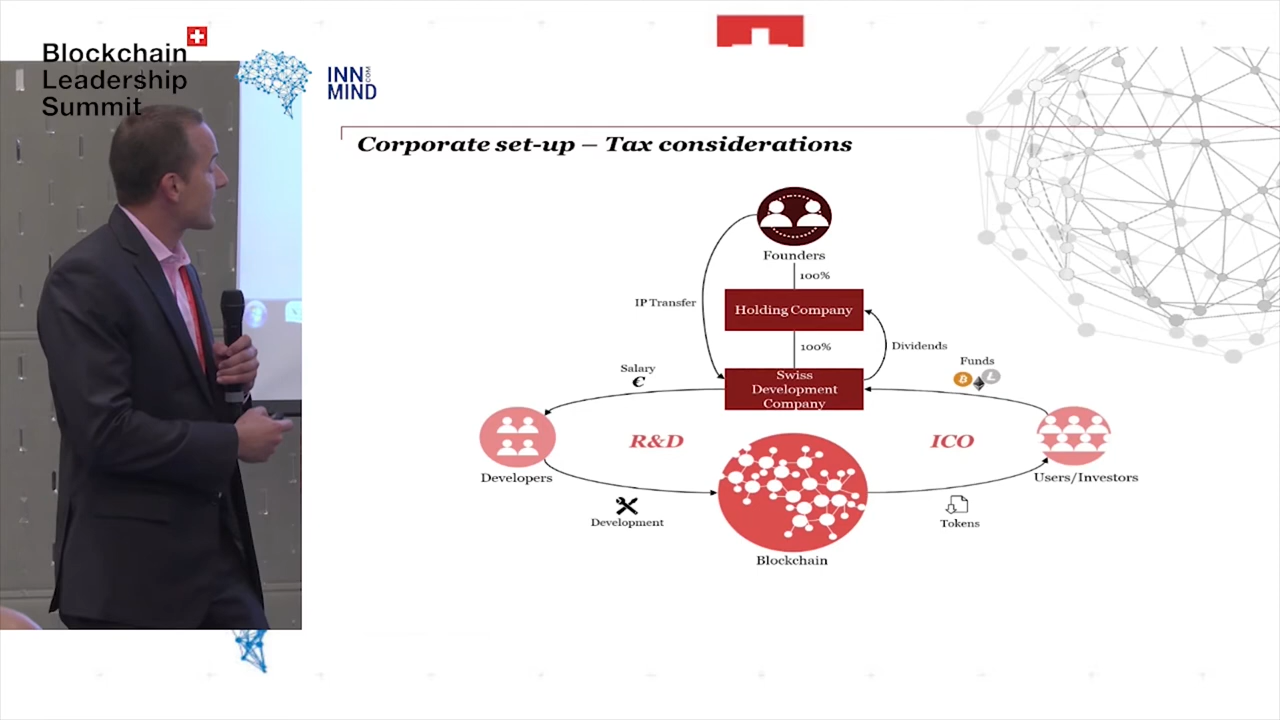 Blockchain
Leadership
Summit
INN
MIND
.COM
Corporate set-up – Tax considerations
Founders
100%
IP Transfer
Holding Company
100%
Dividends
Salary
€
Swiss
Development
Company
Funds
R&D
ICO
Developers
Users/Investors
Development
Tokens
Blockchain